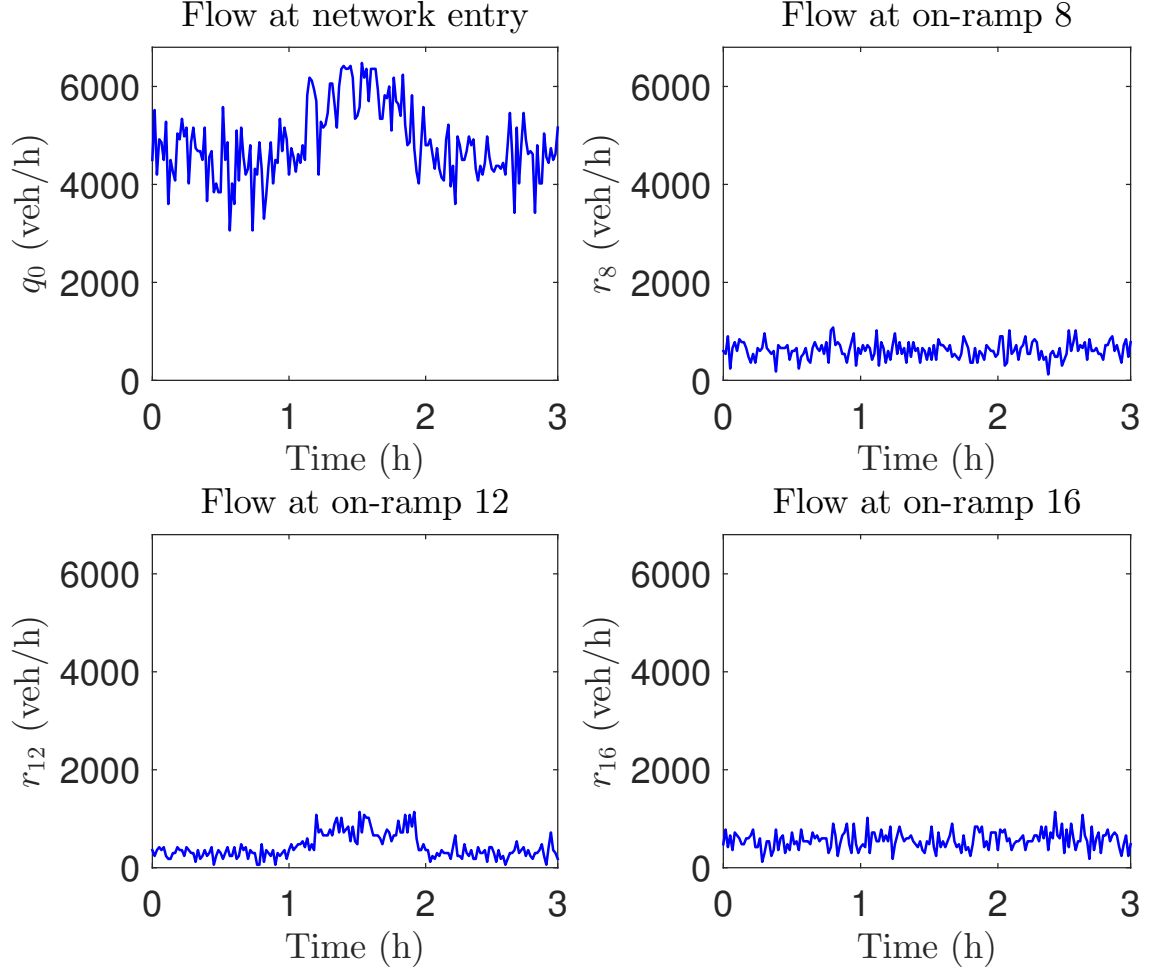 Flow at network entry
q₀ (veh/h)
6000
4000
2000
0
0 1 2 3
Time (h)
Flow at on-ramp 8
r₈ (veh/h)
6000
4000
2000
0
0 1 2 3
Time (h)
Flow at on-ramp 12
r₁₂ (veh/h)
6000
4000
2000
0
0 1 2 3
Time (h)
Flow at on-ramp 16
r₁₆ (veh/h)
6000
4000
2000
0
0 1 2 3
Time (h)